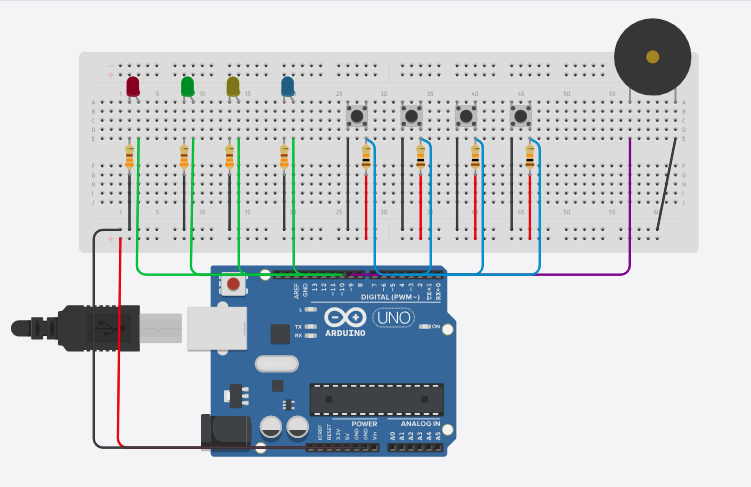 1 5 10 15 20 25 30 35 40 45 50 55 60
A A
B B
C C
D D
E E
F F
G G
H H
I I
J J
1 5 10 15 20 25 30 35 40 45 50 55 60
AREF
GND
13
12
~11
~10
~9
8
7
~6
~5
4
~3
2
TX→1
RX←0
DIGITAL (PWM~)
L
TX
RX
UNO
ARDUINO
ON
POWER
ANALOG IN
IOREF
RESET
3.3V
5V
GND
GND
Vin
A0
A1
A2
A3
A4
A5